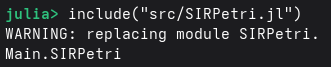 julia> include("src/SIRPetri.jl")
WARNING: replacing module SIRPetri.
Main.SIRPetri